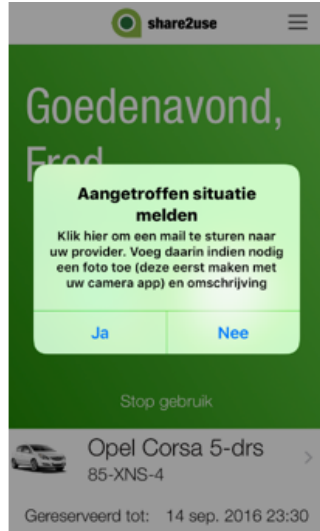 share2use
Goedenavond,
Fred
Aangetroffen situatie
melden
Klik hier om een mail te sturen naar
uw provider. Voeg daarin indien nodig
een foto toe (deze eerst maken met
uw camera app) en omschrijving
Ja Nee
Stop gebruik
Opel Corsa 5-drs
85-XNS-4
Gereserveerd tot: 14 sep. 2016 23:30